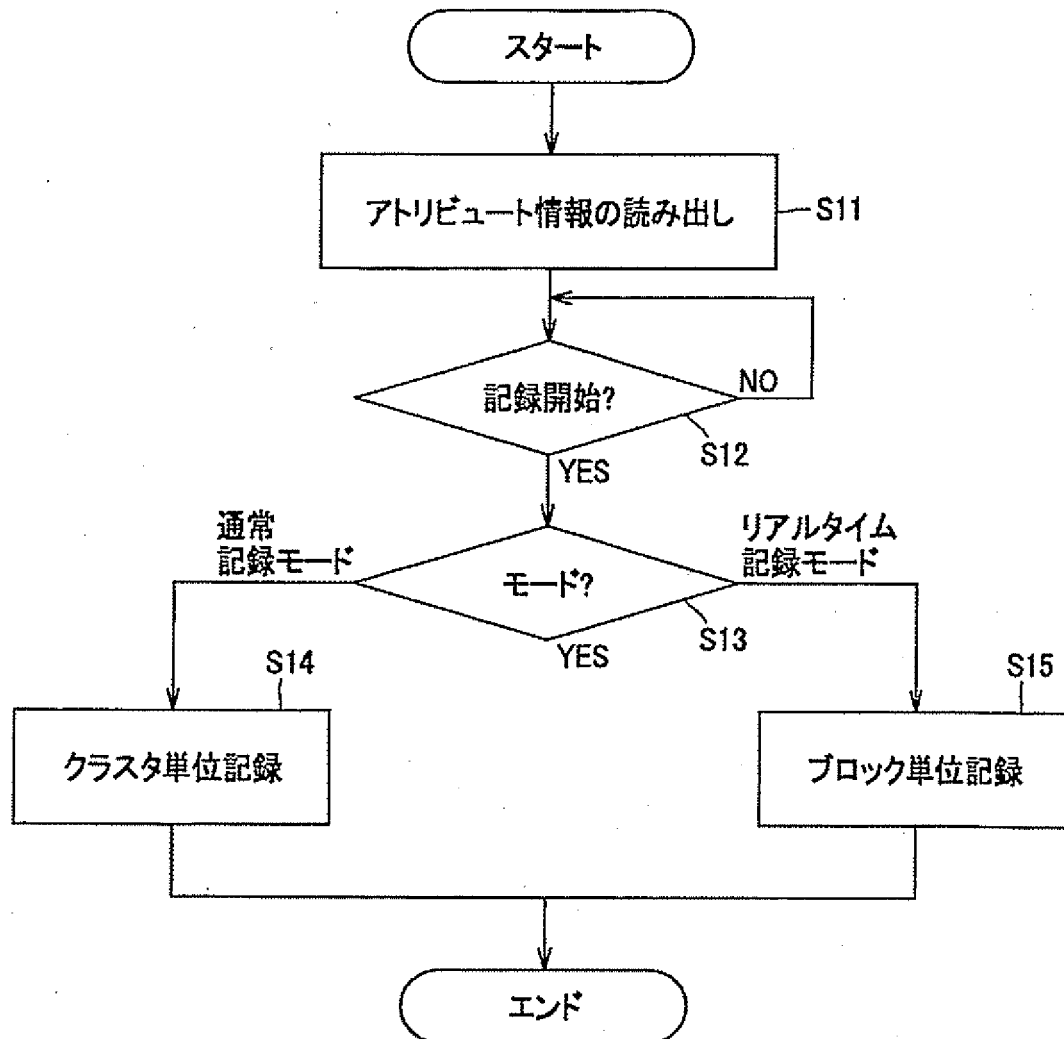 スタート
アトリビュート情報の読み出し
S11
記録開始?
NO
S12
YES
通常
記録モード
リアルタイム
記録モード
モード?
S13
YES
S14
S15
クラスタ単位記録
ブロック単位記録
エンド